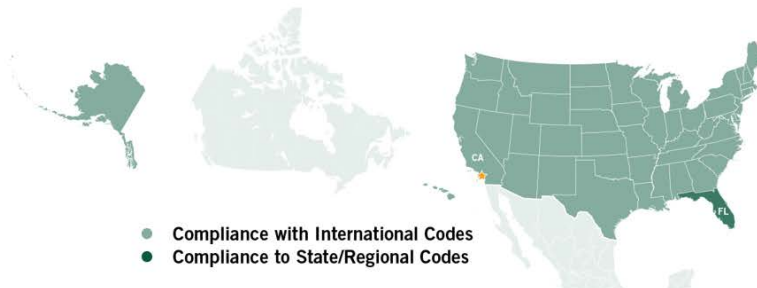 CA
FL
Compliance with International Codes
Compliance to State/Regional Codes